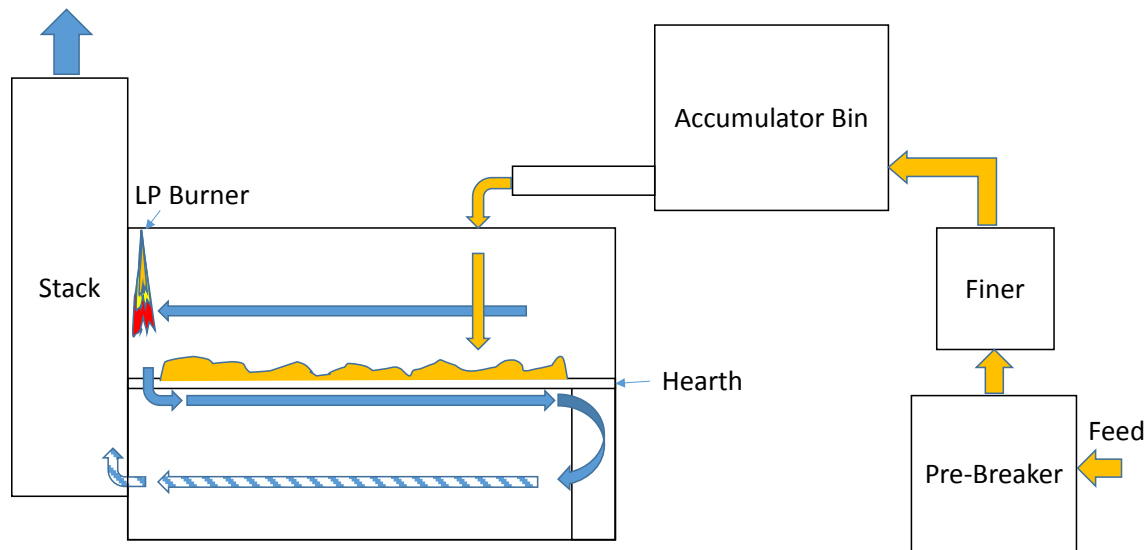 Accumulator Bin
LP Burner
Stack
Finer
Hearth
Feed
Pre-Breaker